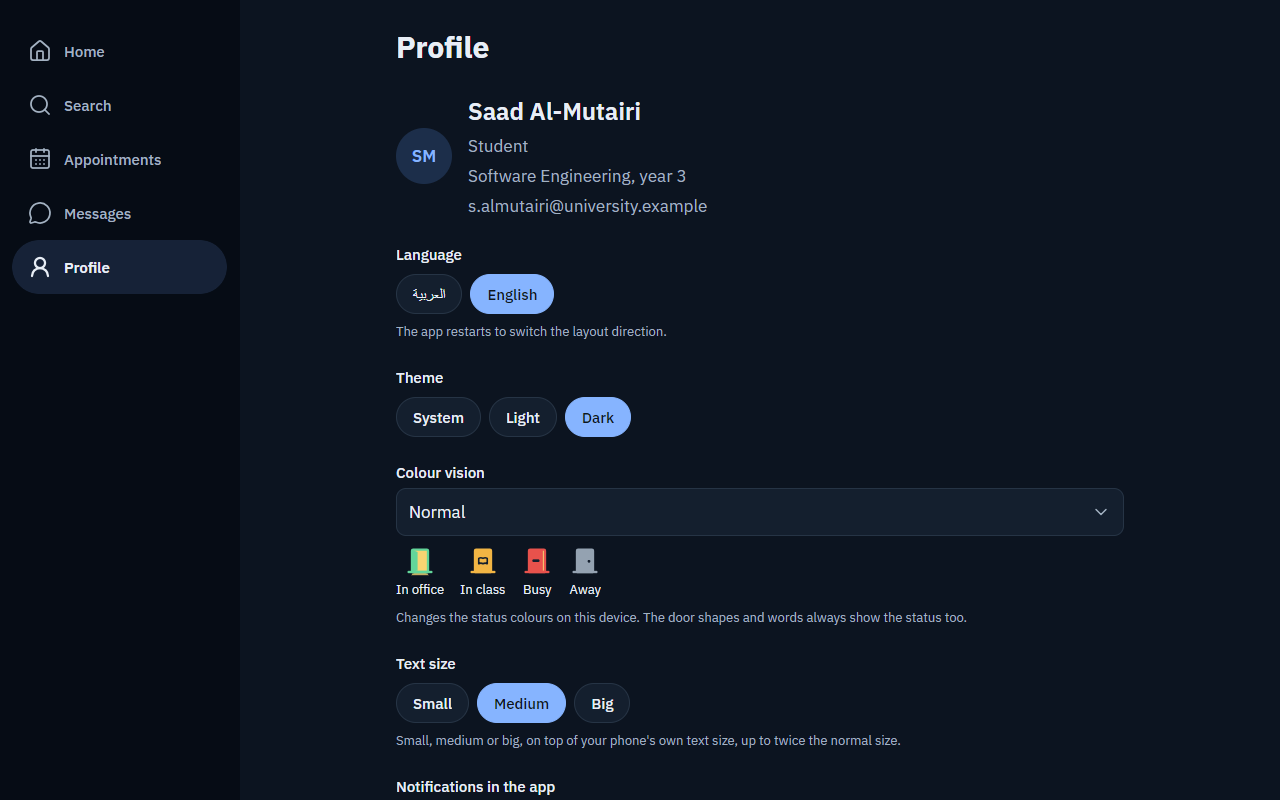 Home
Search
Appointments
Messages
Profile
Profile
SM
Saad Al-Mutairi
Student
Software Engineering, year 3
s.almutairi@university.example
Language
العربية
English
The app restarts to switch the layout direction.
Theme
System
Light
Dark
Colour vision
Normal
In office
In class
Busy
Away
Changes the status colours on this device. The door shapes and words always show the status too.
Text size
Small
Medium
Big
Small, medium or big, on top of your phone's own text size, up to twice the normal size.
Notifications in the app